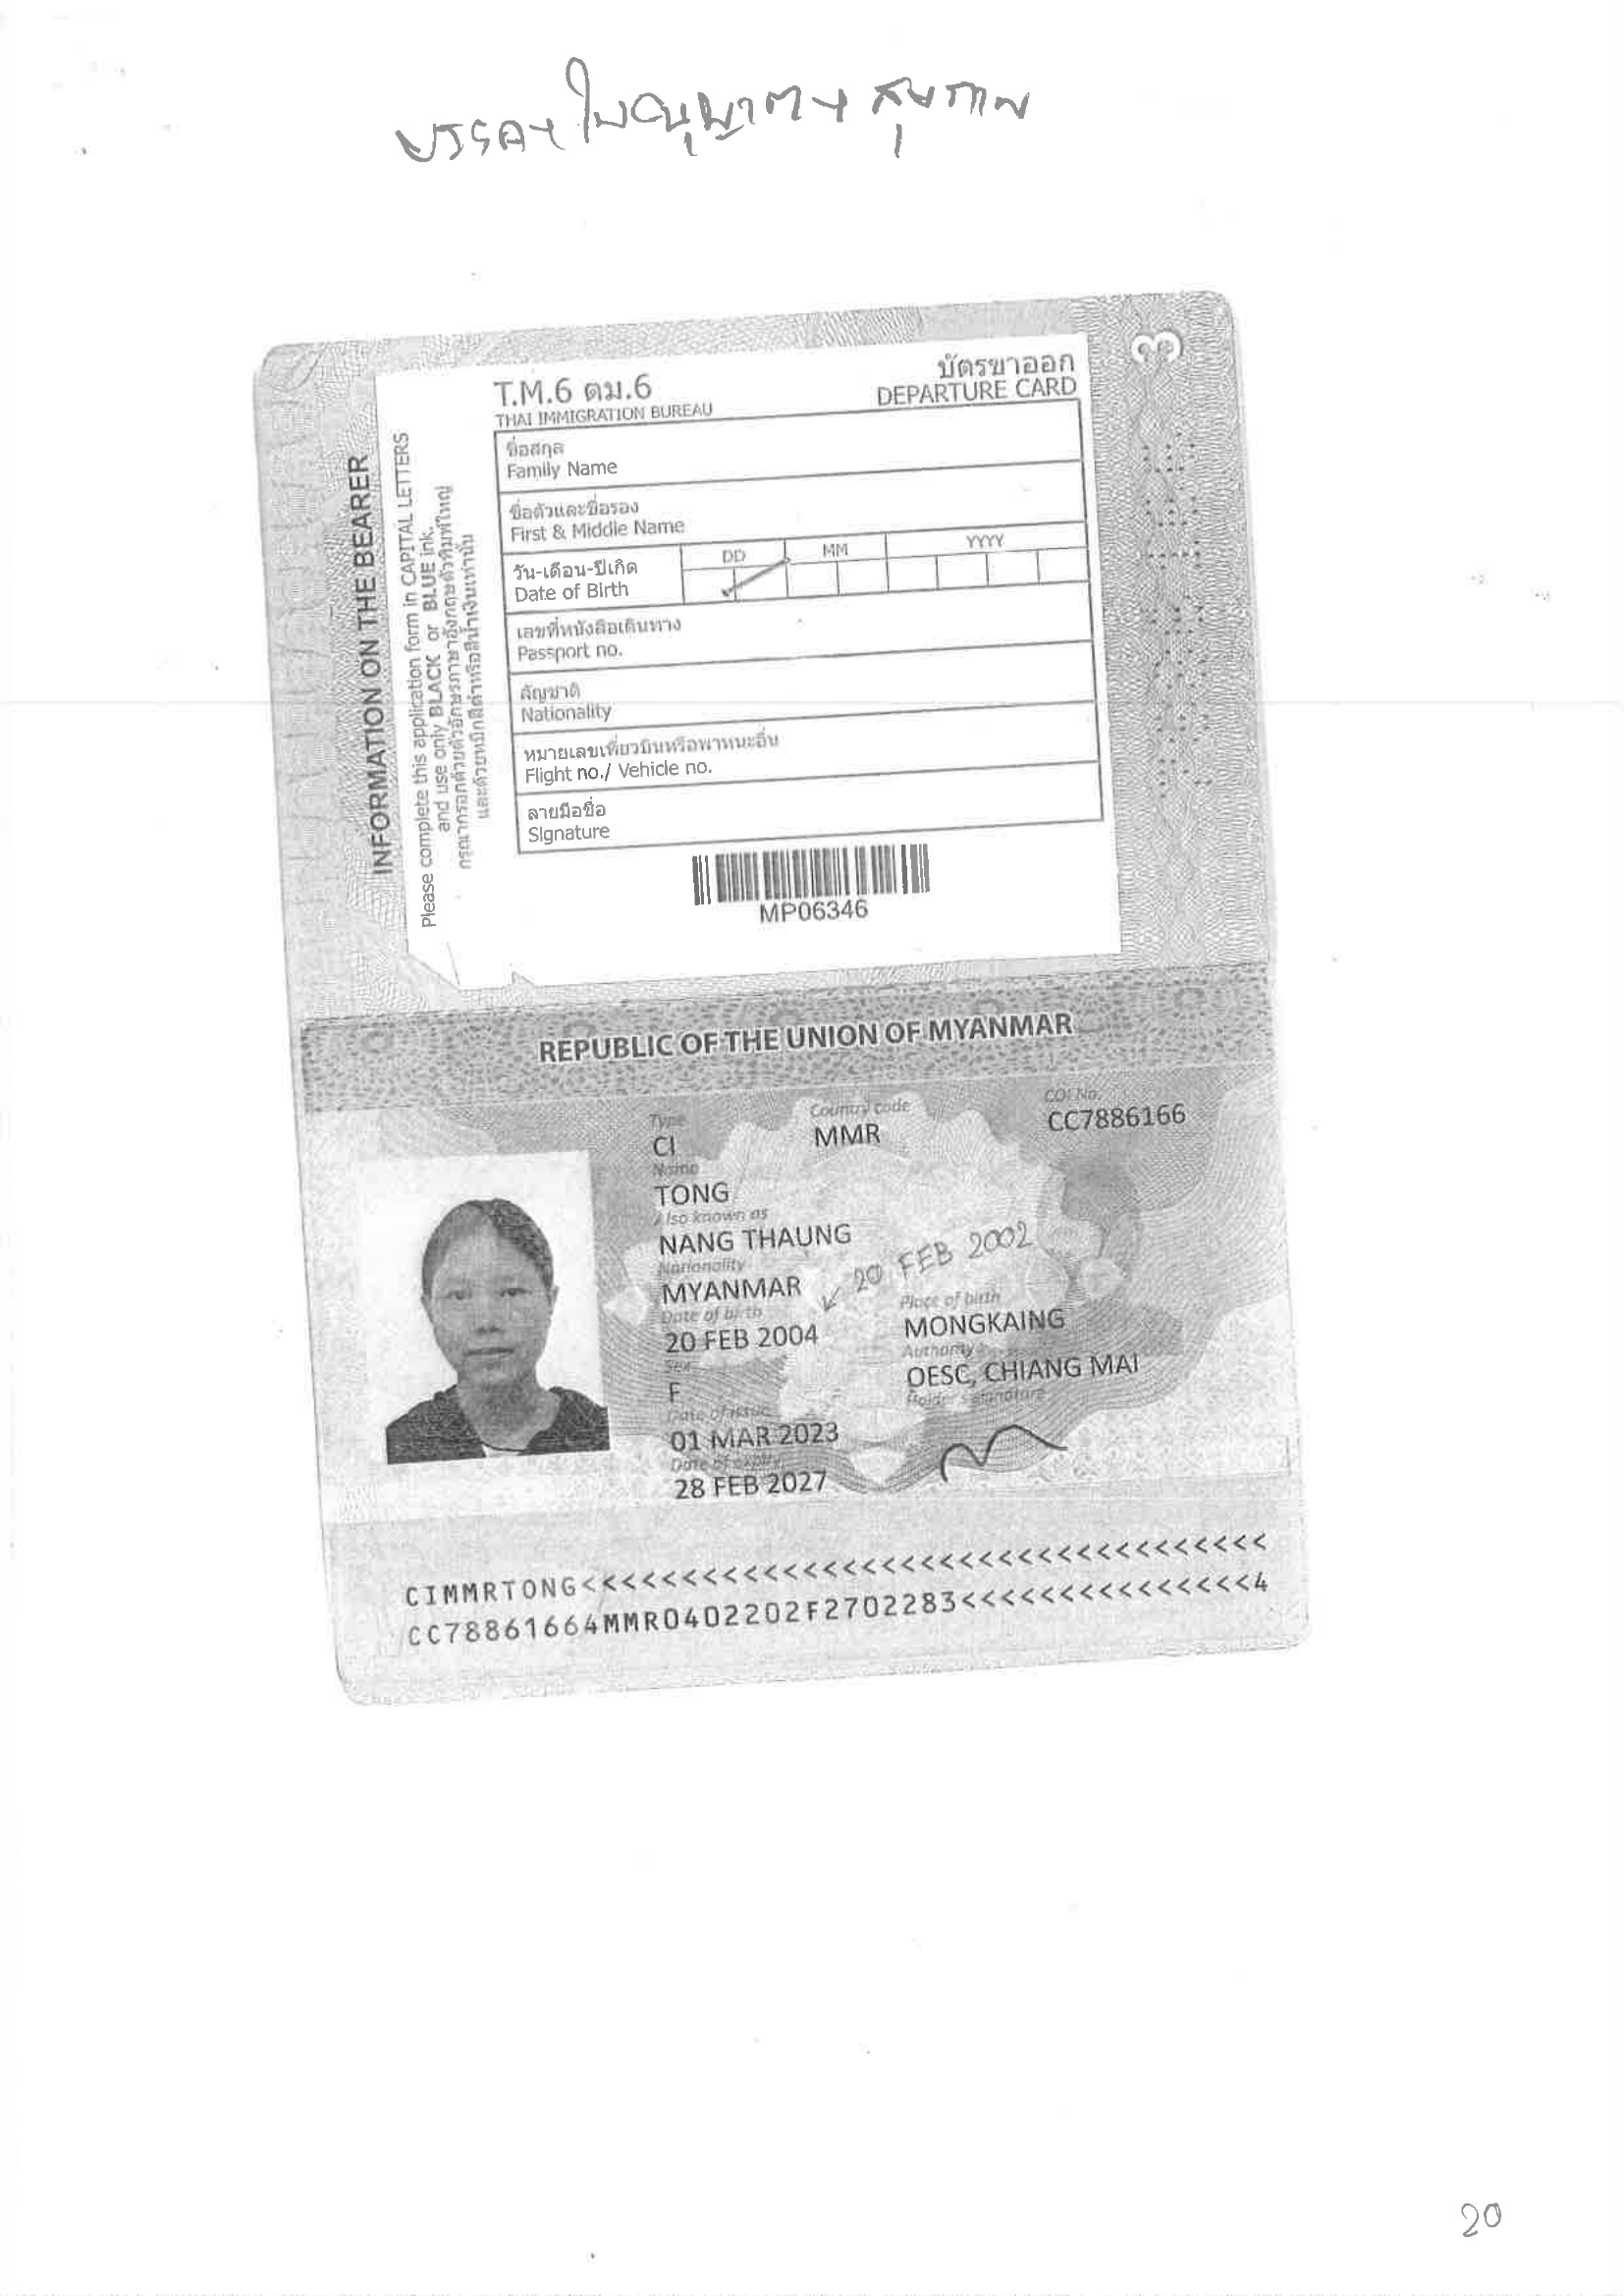 T.M.6 ตม.6
THAI IMMIGRATION BUREAU
บัตรขาออก
DEPARTURE CARD
3
INFORMATION ON THE BEARER
Please complete this application form in CAPITAL LETTERS
and use only BLACK or BLUE ink.
กรุณากรอกด้วยตัวอักษรภาษาอังกฤษตัวพิมพ์ใหญ่
และด้วยหมึกสีดำหรือสีน้ำเงินเท่านั้น
ชื่อสกุล
Family Name
ชื่อตัวและชื่อรอง
First & Middle Name
วัน-เดือน-ปีเกิด
Date of Birth
DD MM YYYY
เลขที่หนังสือเดินทาง
Passport no.
สัญชาติ
Nationality
หมายเลขเที่ยวบินหรือพาหนะอื่น
Flight no./ Vehicle no.
ลายมือชื่อ
Signature
MP06346
REPUBLIC OF THE UNION OF MYANMAR
Type Country code COI No.
CI MMR CC7886166
Name
TONG
Also known as
NANG THAUNG
20 FEB 2002
Nationality
MYANMAR
Date of birth Place of birth
20 FEB 2004 MONGKAING
Sex Authority
F OESC, CHIANG MAI
Date of issue Holder's signature
01 MAR 2023
Date of expiry
28 FEB 2027
CIMMRTONG<<<<<<<<<<<<<<<<<<<<<<<<<<<<<<<<<<<
CC78861664MMR0402202F2702283<<<<<<<<<<<<<<<4
20